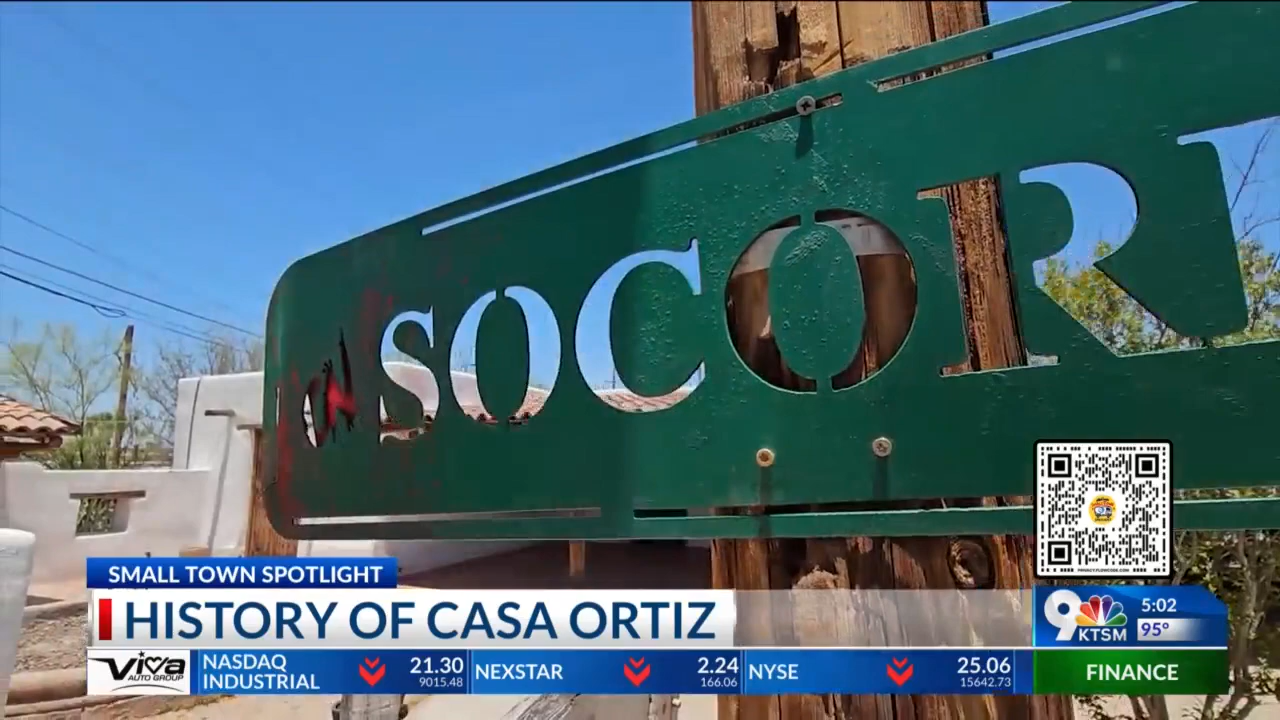 SOCOR
SMALL TOWN SPOTLIGHT
HISTORY OF CASA ORTIZ
9 KTSM
5:02
95°
Viva
AUTO GROUP
NASDAQ
INDUSTRIAL
21.30
9015.48
NEXSTAR
2.24
166.06
NYSE
25.06
15642.73
FINANCE